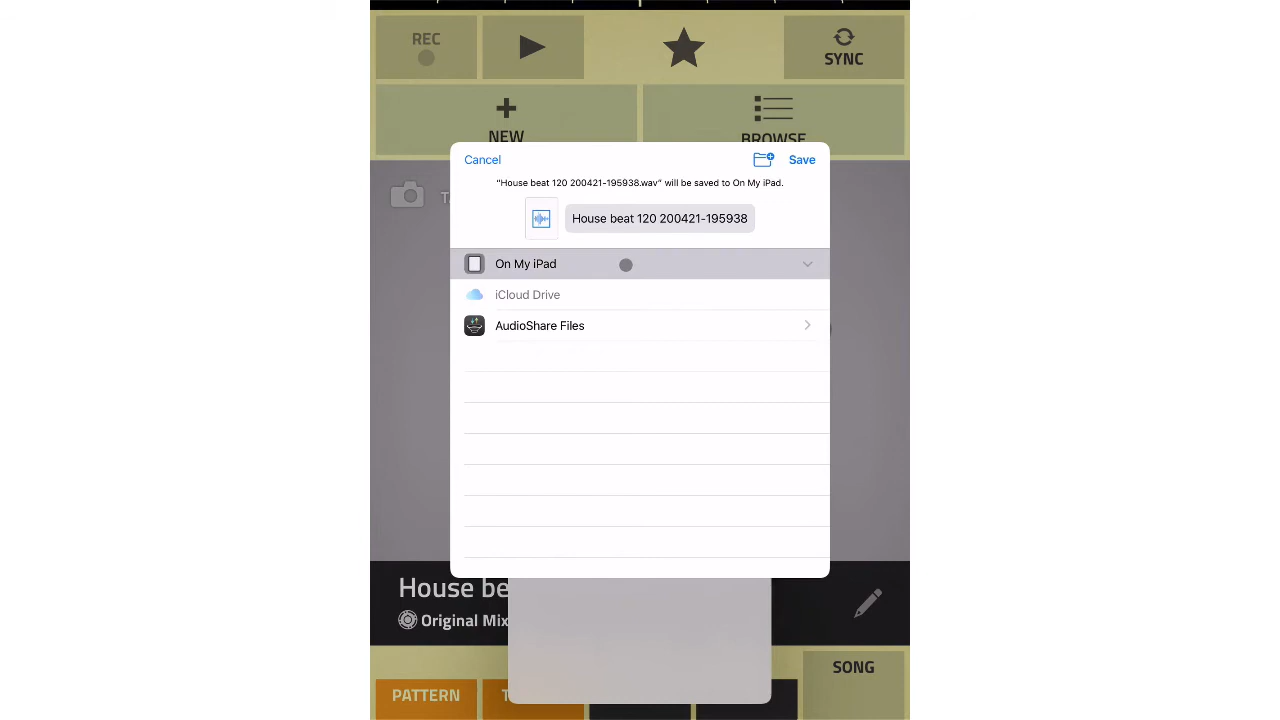 REC
SYNC
NEW
BROWSE
Cancel
Save
“House beat 120 200421-195938.wav” will be saved to On My iPad.
House beat 120 200421-195938
On My iPad
iCloud Drive
AudioShare Files
House be
Original Mix
SONG
PATTERN